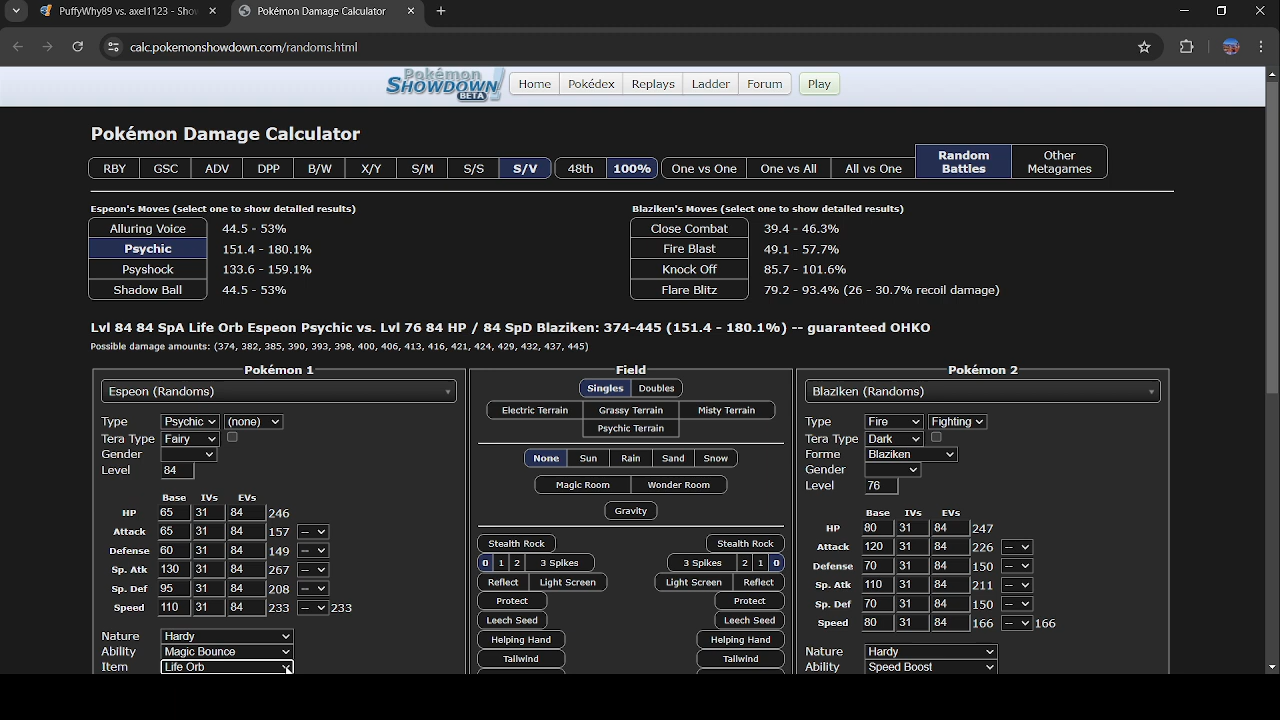 PuffyWhy89 vs. axel1123 - Sho
Pokémon Damage Calculator
calc.pokemonshowdown.com/randoms.html
Pokémon
SHOWDOWN!
BETA
Home
Pokédex
Replays
Ladder
Forum
Play
Pokémon Damage Calculator
RBY GSC ADV DPP B/W X/Y S/M S/S S/V 48th 100% One vs One One vs All All vs One Random Battles Other Metagames
Espeon's Moves (select one to show detailed results)
Alluring Voice 44.5 - 53%
Psychic 151.4 - 180.1%
Psyshock 133.6 - 159.1%
Shadow Ball 44.5 - 53%
Blaziken's Moves (select one to show detailed results)
Close Combat 39.4 - 46.3%
Fire Blast 49.1 - 57.7%
Knock Off 85.7 - 101.6%
Flare Blitz 79.2 - 93.4% (26 - 30.7% recoil damage)
Lvl 84 84 SpA Life Orb Espeon Psychic vs. Lvl 76 84 HP / 84 SpD Blaziken: 374-445 (151.4 - 180.1%) -- guaranteed OHKO
Possible damage amounts: (374, 382, 385, 390, 393, 398, 400, 406, 413, 416, 421, 424, 429, 432, 437, 445)
Pokémon 1
Espeon (Randoms)
Type Psychic (none)
Tera Type Fairy
Gender
Level 84
Base IVs EVs
HP 65 31 84 246
Attack 65 31 84 157 --
Defense 60 31 84 149 --
Sp. Atk 130 31 84 267 --
Sp. Def 95 31 84 208 --
Speed 110 31 84 233 -- 233
Nature Hardy
Ability Magic Bounce
Item Life Orb
Field
Singles Doubles
Electric Terrain Grassy Terrain Misty Terrain
Psychic Terrain
None Sun Rain Sand Snow
Magic Room Wonder Room
Gravity
Stealth Rock Stealth Rock
0 1 2 3 Spikes 3 Spikes 2 1 0
Reflect Light Screen Light Screen Reflect
Protect Protect
Leech Seed Leech Seed
Helping Hand Helping Hand
Tailwind Tailwind
Pokémon 2
Blaziken (Randoms)
Type Fire Fighting
Tera Type Dark
Forme Blaziken
Gender
Level 76
Base IVs EVs
HP 80 31 84 247
Attack 120 31 84 226 --
Defense 70 31 84 150 --
Sp. Atk 110 31 84 211 --
Sp. Def 70 31 84 150 --
Speed 80 31 84 166 -- 166
Nature Hardy
Ability Speed Boost